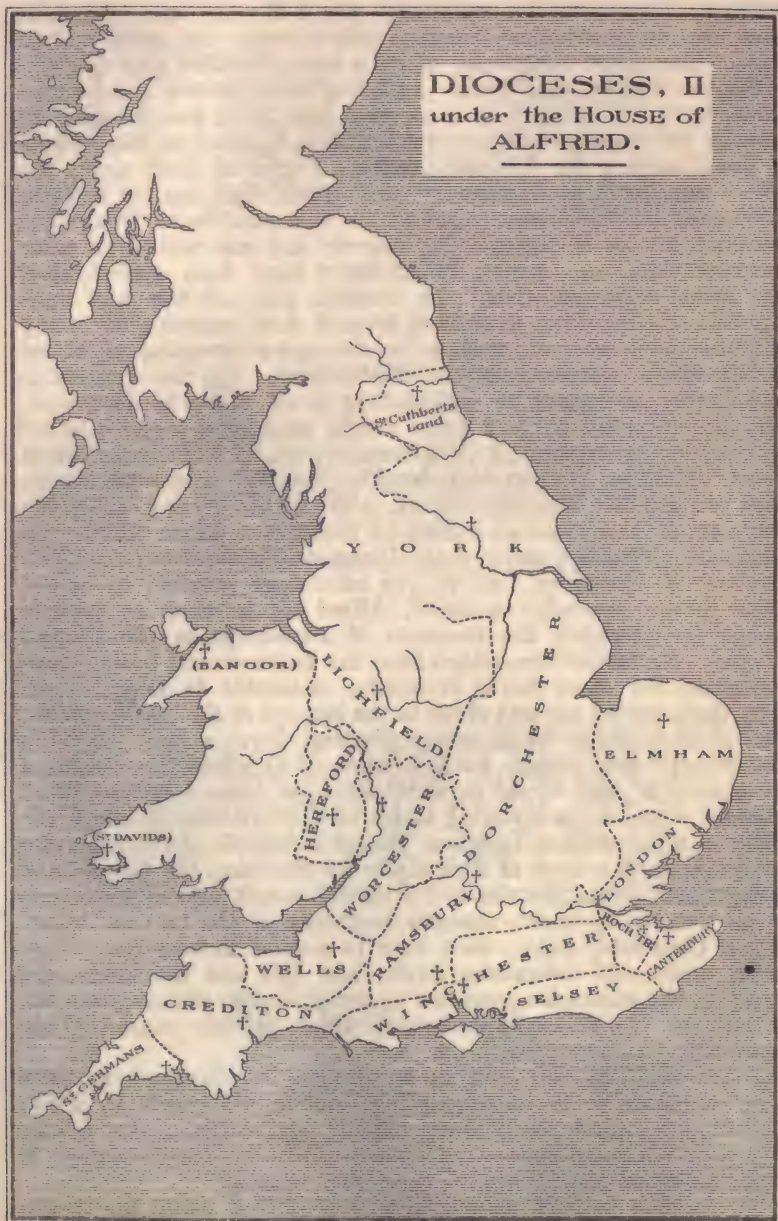 DIOCESES, II
under the HOUSE of
ALFRED.
St. Cuthberts
Land
YORK
(BANGOR)
LICHFIELD
DORCHESTER
ELMHAM
HEREFORD
WORCESTER
(ST DAVIDS)
LONDON
RAMSBURY
ROCHTR.
CANTERBURY
WELLS
WINCHESTER
SELSEY
CREDITON
ST GERMANS